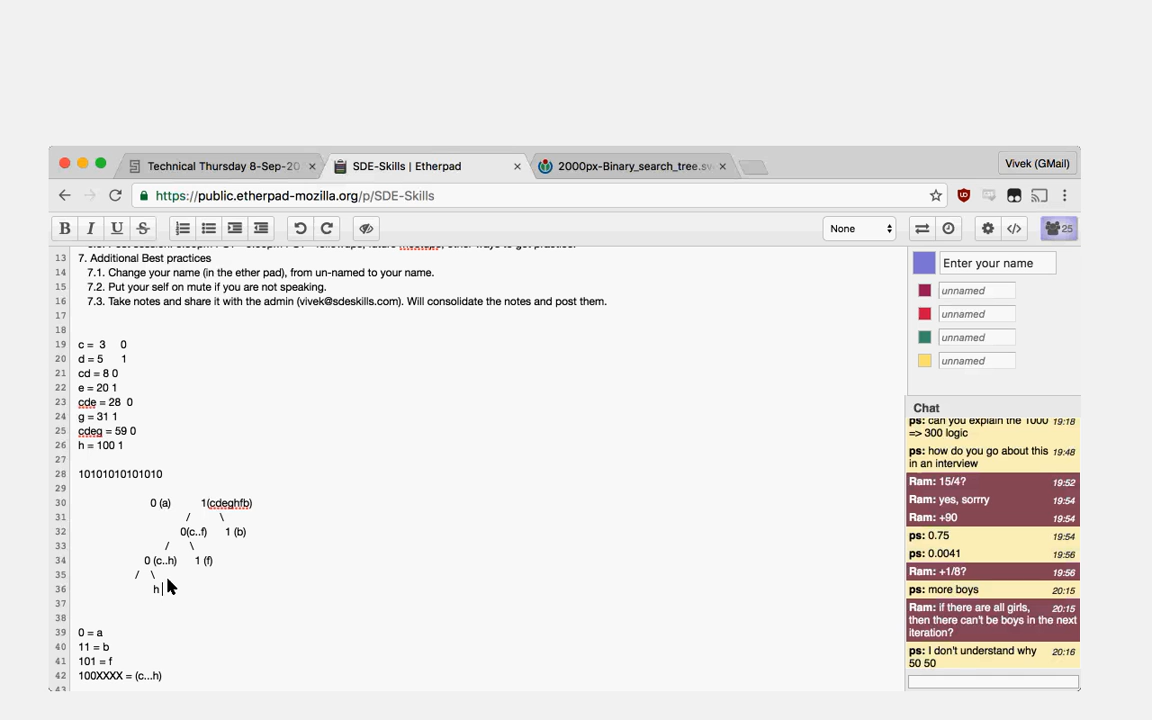 Technical Thursday 8-Sep-20
SDE-Skills | Etherpad
2000px-Binary_search_tree.sv
Vivek (GMail)
https://public.etherpad-mozilla.org/p/SDE-Skills
B I U S
None
25
13 7. Additional Best practices
14 7.1. Change your name (in the ether pad), from un-named to your name.
15 7.2. Put your self on mute if you are not speaking.
16 7.3. Take notes and share it with the admin (vivek@sdeskills.com). Will consolidate the notes and post them.
17
18
19 c = 3 0
20 d = 5 1
21 cd = 8 0
22 e = 20 1
23 cde = 28 0
24 g = 31 1
25 cdeg = 59 0
26 h = 100 1
27
28 10101010101010
29
30 0 (a) 1(cdeghfb)
31 / \
32 0(c..f) 1 (b)
33 / \
34 0 (c..h) 1 (f)
35 / \
36 h
37
38
39 0 = a
40 11 = b
41 101 = f
42 100XXXX = (c...h)
43
Enter your name
unnamed
unnamed
unnamed
unnamed
Chat
ps: can you explain the 1000 19:18
=> 300 logic
ps: how do you go about this 19:48
in an interview
Ram: 15/4? 19:52
Ram: yes, sorrry 19:54
Ram: +90 19:54
ps: 0.75 19:54
ps: 0.0041 19:56
Ram: +1/8? 19:56
ps: more boys 20:15
Ram: if there are all girls, 20:15
then there can't be boys in the next
iteration?
ps: I don't understand why 20:16
50 50